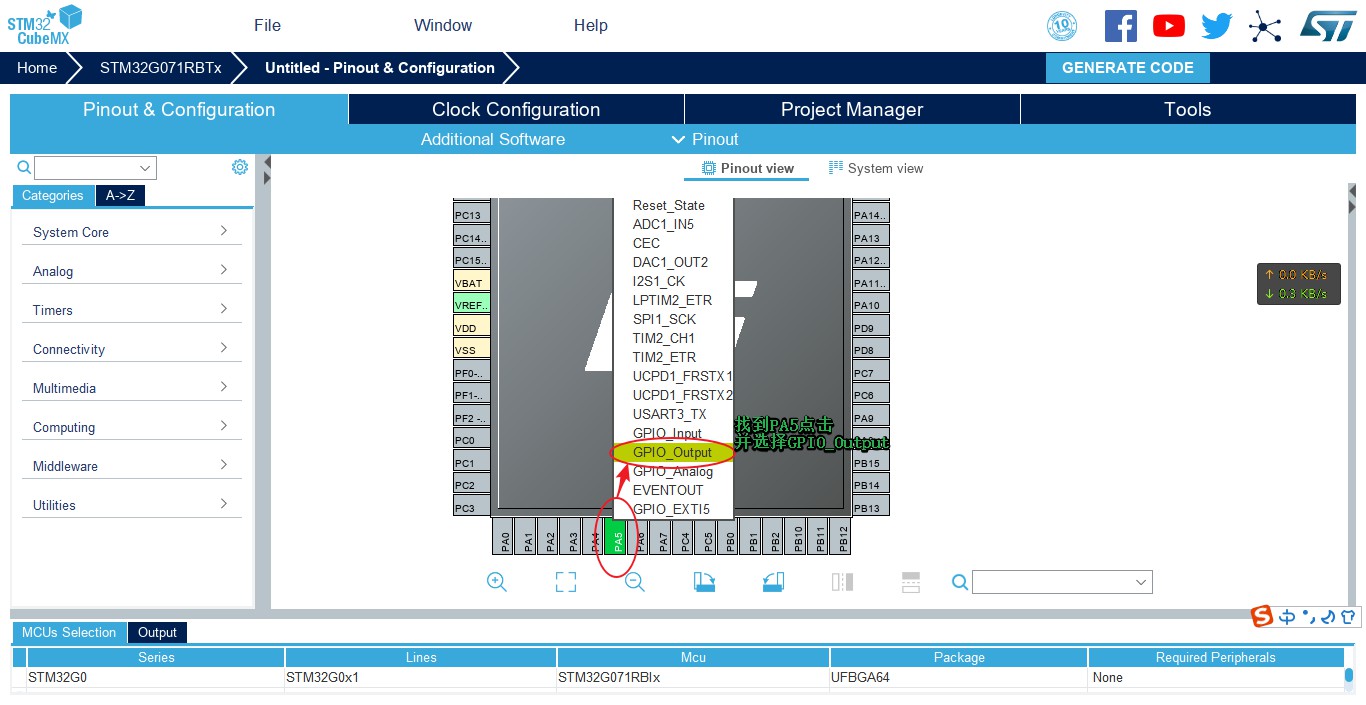 STM32
CubeMX
File
Window
Help
10
ST
Home
STM32G071RBTx
Untitled - Pinout & Configuration
GENERATE CODE
Pinout & Configuration
Clock Configuration
Project Manager
Tools
Additional Software
Pinout
Pinout view
System view
Categories
A->Z
System Core
Analog
Timers
Connectivity
Multimedia
Computing
Middleware
Utilities
PC13
PC14..
PC15..
VBAT
VREF..
VDD
VSS
PF0-..
PF1-..
PF2 -..
PC0
PC1
PC2
PC3
Reset_State
ADC1_IN5
CEC
DAC1_OUT2
I2S1_CK
LPTIM2_ETR
SPI1_SCK
TIM2_CH1
TIM2_ETR
UCPD1_FRSTX1
UCPD1_FRSTX2
USART3_TX
GPIO_Input
GPIO_Output
GPIO_Analog
EVENTOUT
GPIO_EXTI5
找到PA5点击
并选择GPIO_Output
PA14..
PA13
PA12..
PA11..
PA10
PD9
PD8
PC7
PC6
PA9
PB15
PB14
PB13
PA0
PA1
PA2
PA3
PA4
PA5
PA6
PA7
PC4
PC5
PB0
PB1
PB2
PB10
PB11
PB12
↑ 0.0 KB/s
↓ 0.3 KB/s
S 中
MCUs Selection
Output
Series
Lines
Mcu
Package
Required Peripherals
STM32G0
STM32G0x1
STM32G071RBIx
UFBGA64
None